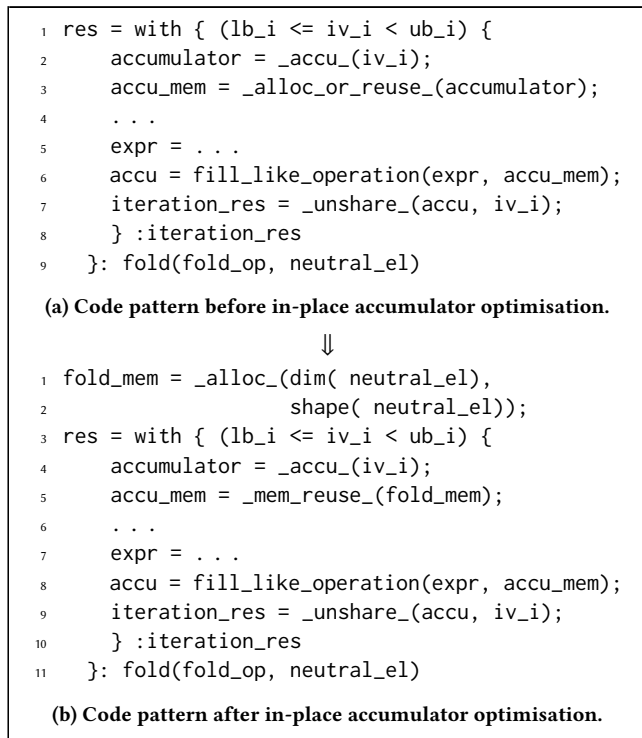 1 res = with { (lb_i <= iv_i < ub_i) {
2 accumulator = _accu_(iv_i);
3 accu_mem = _alloc_or_reuse_(accumulator);
4 . . .
5 expr = . . .
6 accu = fill_like_operation(expr, accu_mem);
7 iteration_res = _unshare_(accu, iv_i);
8 } :iteration_res
9 }: fold(fold_op, neutral_el)
(a) Code pattern before in-place accumulator optimisation.
⇓
1 fold_mem = _alloc_(dim( neutral_el),
2 shape( neutral_el));
3 res = with { (lb_i <= iv_i < ub_i) {
4 accumulator = _accu_(iv_i);
5 accu_mem = _mem_reuse_(fold_mem);
6 . . .
7 expr = . . .
8 accu = fill_like_operation(expr, accu_mem);
9 iteration_res = _unshare_(accu, iv_i);
10 } :iteration_res
11 }: fold(fold_op, neutral_el)
(b) Code pattern after in-place accumulator optimisation.